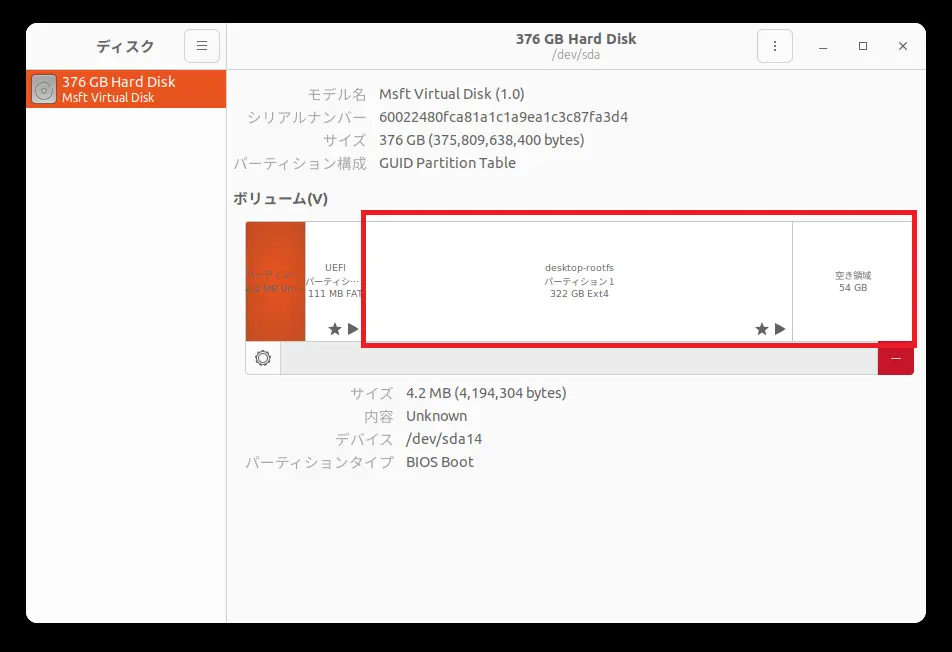 ディスク
376 GB Hard Disk
/dev/sda
376 GB Hard Disk
Msft Virtual Disk
モデル名 Msft Virtual Disk (1.0)
シリアルナンバー 60022480fca81a1c1a9ea1c3c87fa3d4
サイズ 376 GB (375,809,638,400 bytes)
パーティション構成 GUID Partition Table
ボリューム(V)
パーティシ…
4.2 MB Un…
UEFI
パーティシ…
111 MB FAT
desktop-rootfs
パーティション 1
322 GB Ext4
空き領域
54 GB
サイズ 4.2 MB (4,194,304 bytes)
内容 Unknown
デバイス /dev/sda14
パーティションタイプ BIOS Boot